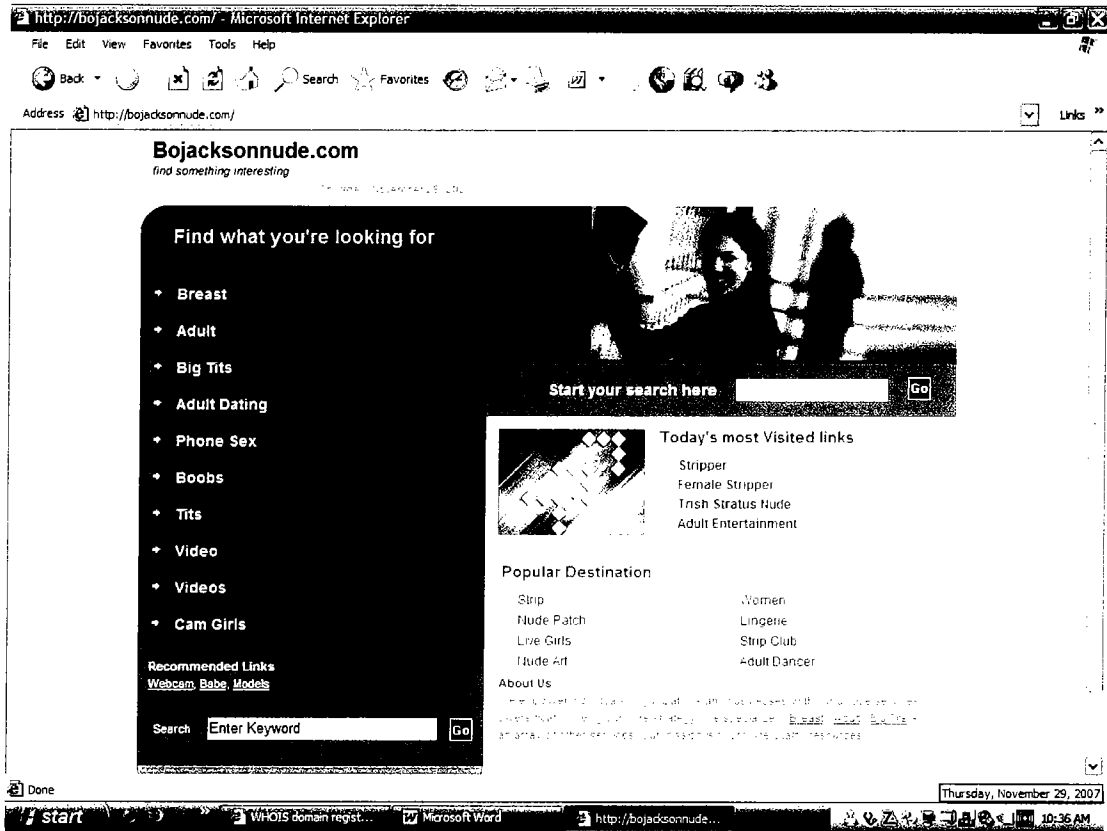 http://bojacksonnude.com/ - Microsoft Internet Explorer
File Edit View Favorites Tools Help
Back Search Favorites
Address http://bojacksonnude.com/ Links »
Bojacksonnude.com
find something interesting
Find what you're looking for
Breast
Adult
Big Tits
Adult Dating
Phone Sex
Boobs
Tits
Video
Videos
Cam Girls
Recommended Links
Webcam, Babe, Models
Search Enter Keyword Go
Start your search here Go
Today's most Visited links
Stripper
Female Stripper
Trish Stratus Nude
Adult Entertainment
Popular Destination
Strip Women
Nude Patch Lingerie
Live Girls Strip Club
Nude Art Adult Dancer
About Us
Done
Thursday, November 29, 2007
start » WHOIS domain regist... Microsoft Word http://bojacksonnude... 10:36 AM